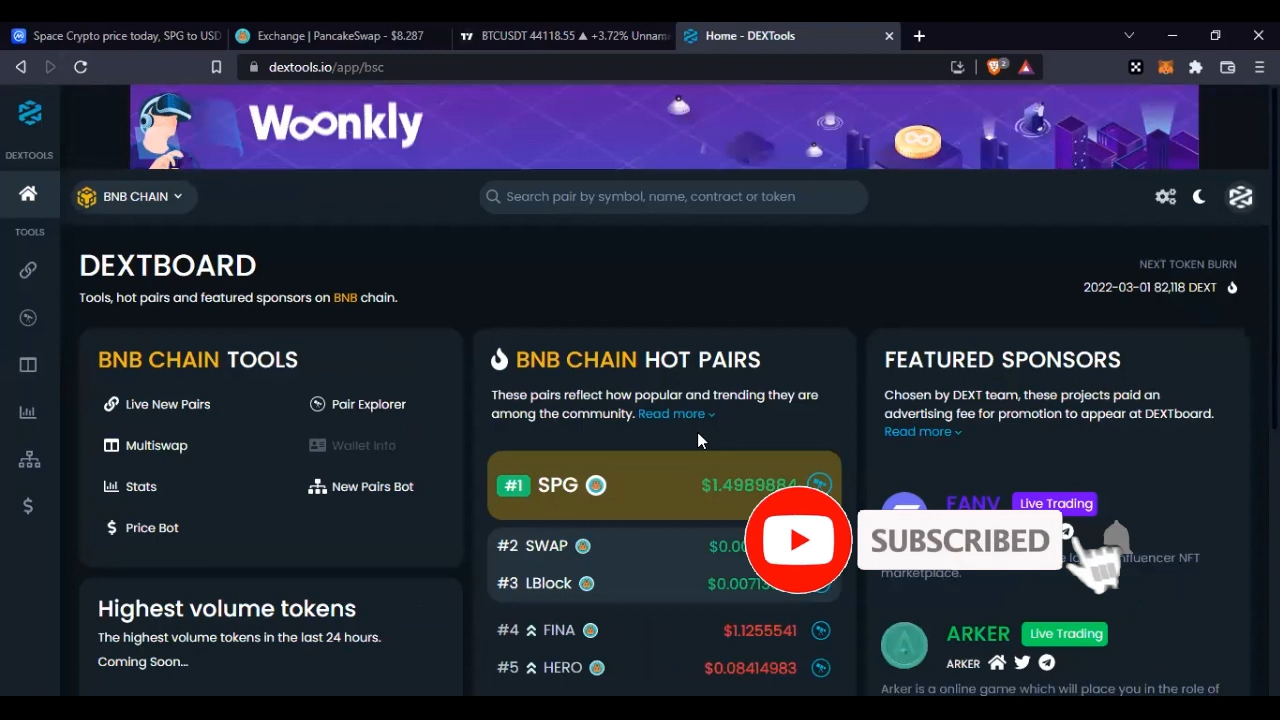 Space Crypto price today, SPG to USD
Exchange | PancakeSwap - $8.287
BTCUSDT 44118.55 ▲ +3.72% Unnam
Home - DEXTools
dextools.io/app/bsc
2
Woonkly
DEXTOOLS
BNB CHAIN
Search pair by symbol, name, contract or token
TOOLS
DEXTBOARD
Tools, hot pairs and featured sponsors on BNB chain.
NEXT TOKEN BURN
2022-03-01 82,118 DEXT
BNB CHAIN TOOLS
Live New Pairs
Pair Explorer
Multiswap
Wallet Info
Stats
New Pairs Bot
Price Bot
Highest volume tokens
The highest volume tokens in the last 24 hours.
Coming Soon...
BNB CHAIN HOT PAIRS
These pairs reflect how popular and trending they are
among the community. Read more
#1 SPG $1.4989884
#2 SWAP
#3 LBlock
#4 FINA $1.1255541
#5 HERO $0.08414983
FEATURED SPONSORS
Chosen by DEXT team, these projects paid an
advertising fee for promotion to appear at DEXTboard.
Read more
FANV Live Trading
SUBSCRIBED
marketplace.
ARKER Live Trading
ARKER
Arker is a online game which will place you in the role of